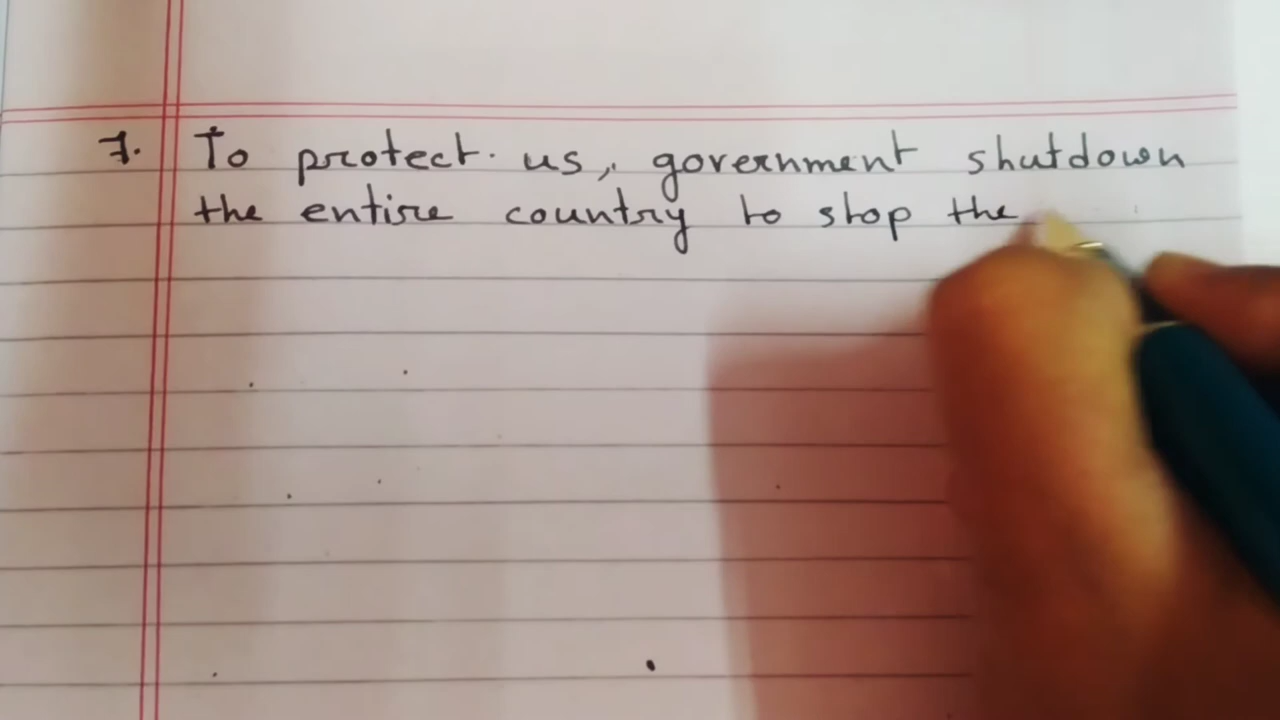 7. To protect. us, government shutdown
the entire country to stop the